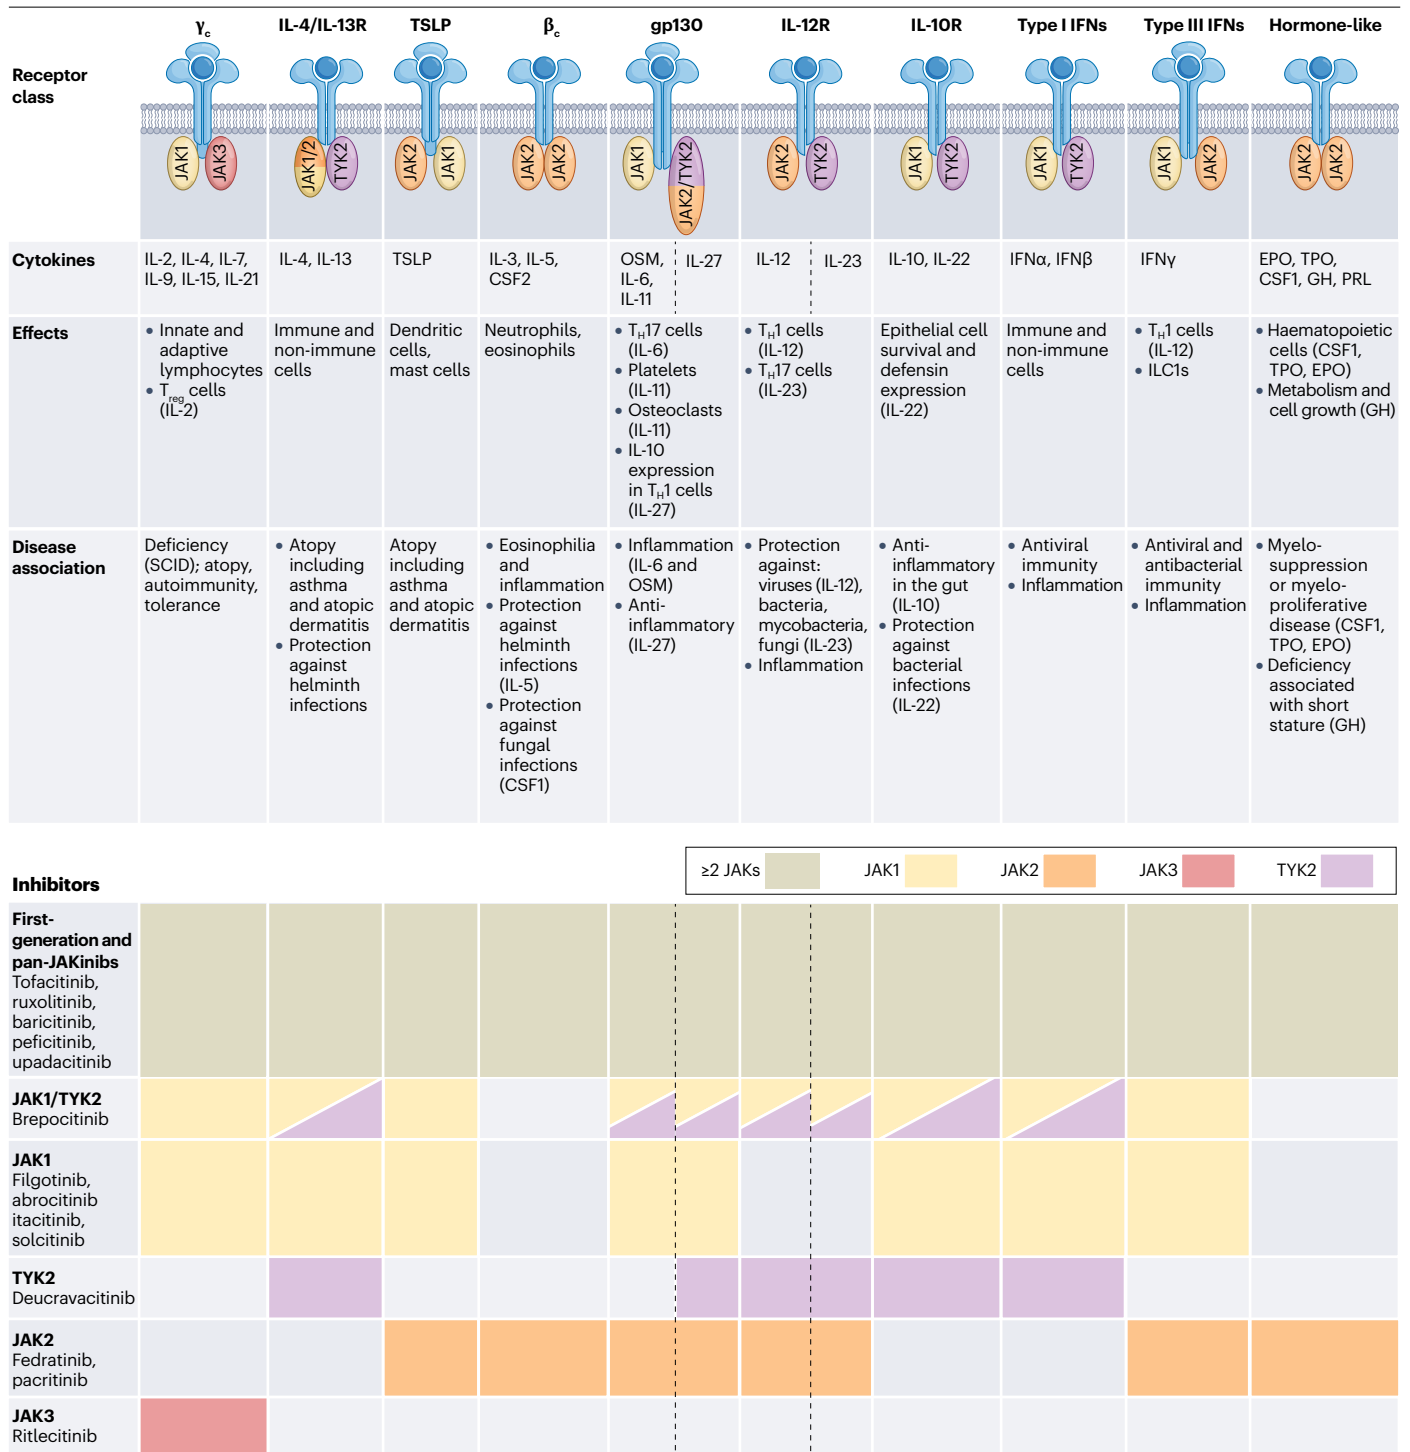 γc
IL-4/IL-13R
TSLP
βc
gp130
IL-12R
IL-10R
Type I IFNs
Type III IFNs
Hormone-like
Receptor
class
JAK1
JAK3
JAK1/2
TYK2
JAK2
JAK1
JAK2
JAK2
JAK1
JAK2/TYK2
JAK2
TYK2
JAK1
TYK2
JAK1
TYK2
JAK1
JAK2
JAK2
JAK2
Cytokines
IL-2, IL-4, IL-7,
IL-9, IL-15, IL-21
IL-4, IL-13
TSLP
IL-3, IL-5,
CSF2
OSM,
IL-6,
IL-11
IL-27
IL-12
IL-23
IL-10, IL-22
IFNα, IFNβ
IFNγ
EPO, TPO,
CSF1, GH, PRL
Effects
• Innate and
adaptive
lymphocytes
• Treg cells
(IL-2)
Immune and
non-immune
cells
Dendritic
cells,
mast cells
Neutrophils,
eosinophils
• TH17 cells
(IL-6)
• Platelets
(IL-11)
• Osteoclasts
(IL-11)
• IL-10
expression
in TH1 cells
(IL-27)
• TH1 cells
(IL-12)
• TH17 cells
(IL-23)
Epithelial cell
survival and
defensin
expression
(IL-22)
Immune and
non-immune
cells
• TH1 cells
(IL-12)
• ILC1s
• Haematopoietic
cells (CSF1,
TPO, EPO)
• Metabolism and
cell growth (GH)
Disease
association
Deficiency
(SCID); atopy,
autoimmunity,
tolerance
• Atopy
including
asthma
and atopic
dermatitis
• Protection
against
helminth
infections
Atopy
including
asthma
and atopic
dermatitis
• Eosinophilia
and
inflammation
• Protection
against
helminth
infections
(IL-5)
• Protection
against
fungal
infections
(CSF1)
• Inflammation
(IL-6 and
OSM)
• Anti-
inflammatory
(IL-27)
• Protection
against:
viruses (IL-12),
bacteria,
mycobacteria,
fungi (IL-23)
• Inflammation
• Anti-
inflammatory
in the gut
(IL-10)
• Protection
against
bacterial
infections
(IL-22)
• Antiviral
immunity
• Inflammation
• Antiviral and
antibacterial
immunity
• Inflammation
• Myelo-
suppression
or myelo-
proliferative
disease (CSF1,
TPO, EPO)
• Deficiency
associated
with short
stature (GH)
≥2 JAKs
JAK1
JAK2
JAK3
TYK2
Inhibitors
First-
generation and
pan-JAKinibs
Tofacitinib,
ruxolitinib,
baricitinib,
peficitinib,
upadacitinib
JAK1/TYK2
Brepocitinib
JAK1
Filgotinib,
abrocitinib
itacitinib,
solcitinib
TYK2
Deucravacitinib
JAK2
Fedratinib,
pacritinib
JAK3
Ritlecitinib